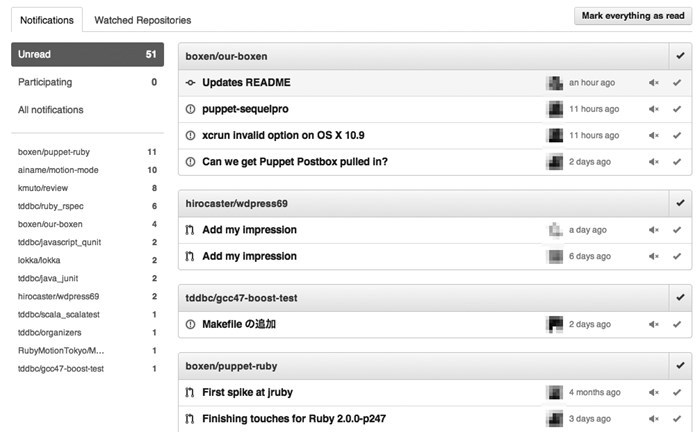 Notifications
Watched Repositories
Mark everything as read
Unread 51
Participating 0
All notifications
boxen/puppet-ruby 11
ainame/motion-mode 10
kmuto/review 8
tddbc/ruby_rspec 6
boxen/our-boxen 4
tddbc/javascript_qunit 2
lokka/lokka 2
tddbc/java_junit 2
hirocaster/wdpress69 2
tddbc/scala_scalatest 1
tddbc/organizers 1
RubyMotionTokyo/M... 1
tddbc/gcc47-boost-test 1
boxen/our-boxen
Updates README an hour ago
puppet-sequelpro 11 hours ago
xcrun invalid option on OS X 10.9 11 hours ago
Can we get Puppet Postbox pulled in? 2 days ago
hirocaster/wdpress69
Add my impression a day ago
Add my impression 6 days ago
tddbc/gcc47-boost-test
Makefile の追加 2 days ago
boxen/puppet-ruby
First spike at jruby 4 months ago
Finishing touches for Ruby 2.0.0-p247 3 days ago